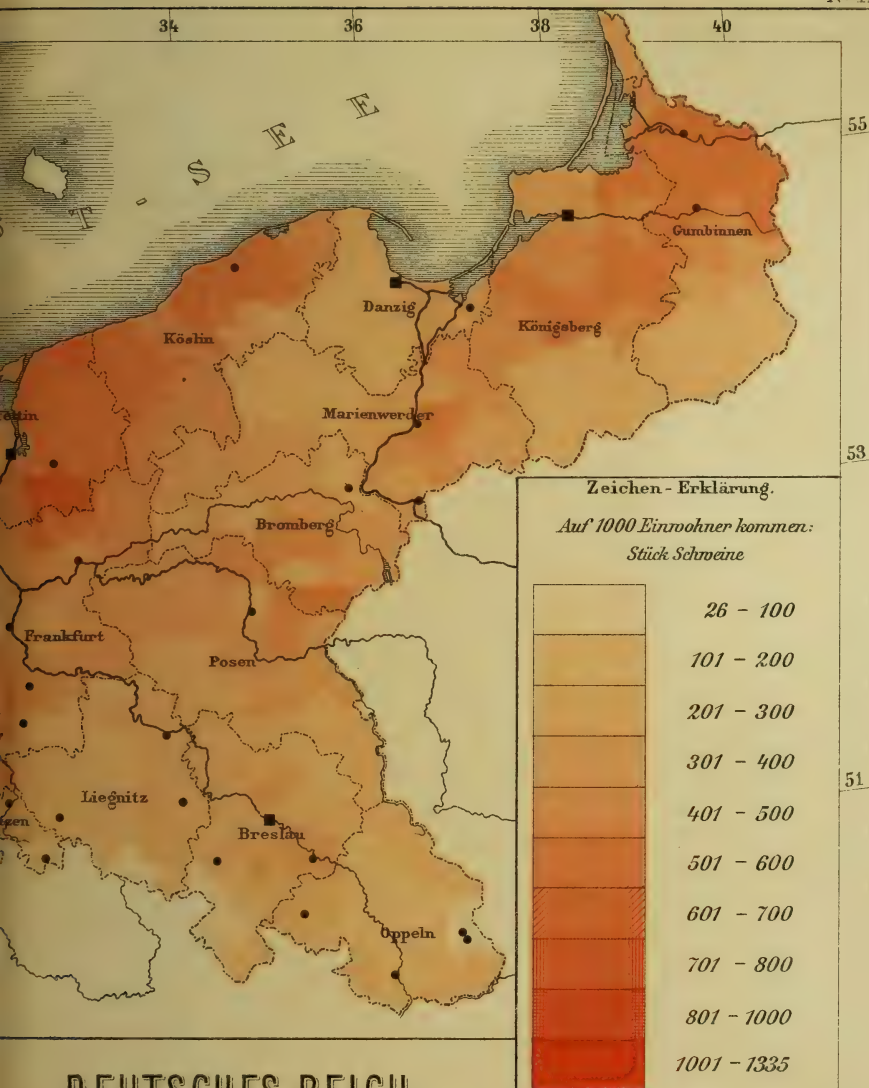 34 36 38 40
55
S E E
T -
Gumbinnen
Danzig
Königsberg
Köslin
Marienwerder
53
Zeichen-Erklärung.
Auf 1000 Einwohner kommen:
Stück Schweine
Bromberg
26 - 100
Frankfurt
Posen
101 - 200
201 - 300
301 - 400
51
Liegnitz
401 - 500
Breslau
501 - 600
601 - 700
Oppeln
701 - 800
801 - 1000
1001 - 1335
DEUTSCHES REICH